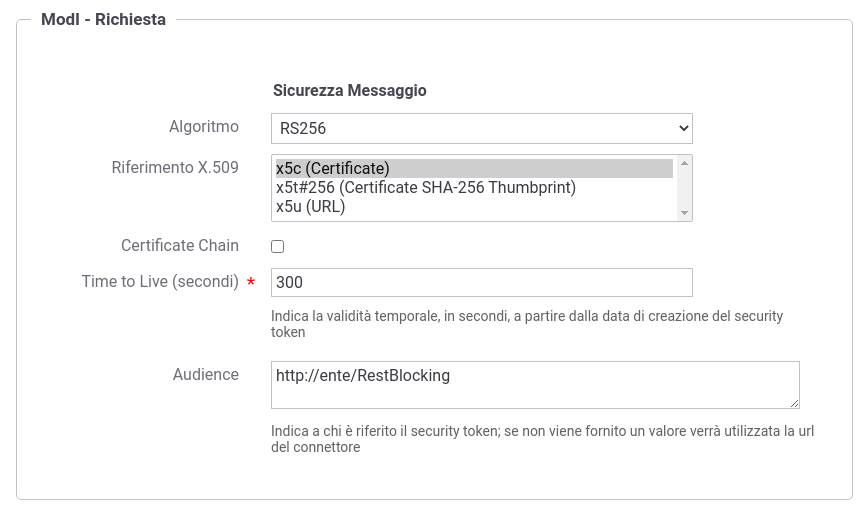 ModI - Richiesta
Sicurezza Messaggio
Algoritmo
RS256
Riferimento X.509
x5c (Certificate)
x5t#256 (Certificate SHA-256 Thumbprint)
x5u (URL)
Certificate Chain
Time to Live (secondi) *
300
Indica la validità temporale, in secondi, a partire dalla data di creazione del security
token
Audience
http://ente/RestBlocking
Indica a chi è riferito il security token; se non viene fornito un valore verrà utilizzata la url
del connettore